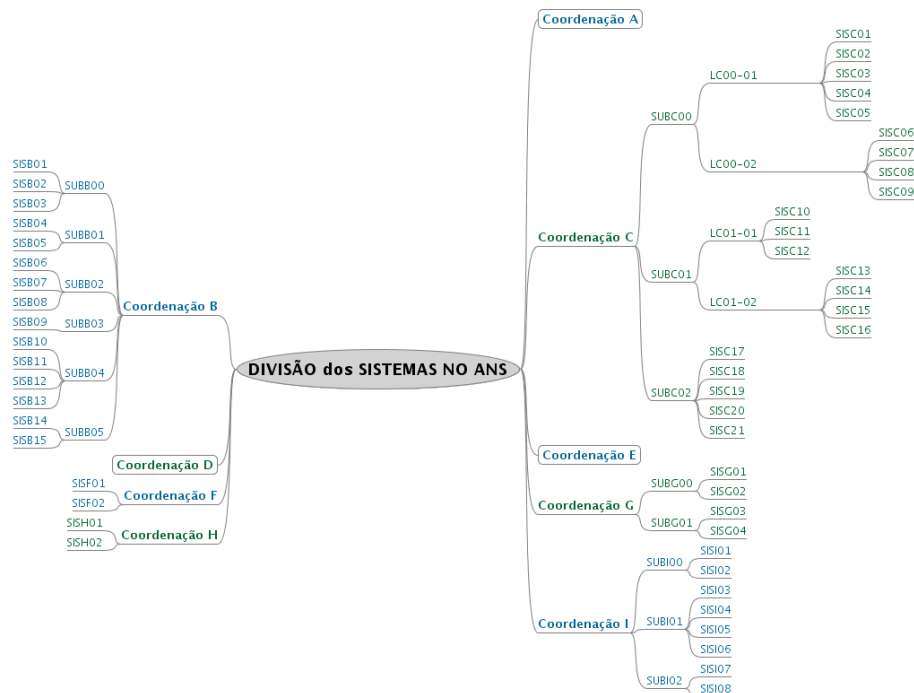 DIVISÃO dos SISTEMAS NO ANS
Coordenação A
Coordenação B
SUBB00
SISB01
SISB02
SISB03
SUBB01
SISB04
SISB05
SUBB02
SISB06
SISB07
SISB08
SUBB03
SISB09
SUBB04
SISB10
SISB11
SISB12
SISB13
SUBB05
SISB14
SISB15
Coordenação C
SUBC00
LC00-01
SISC01
SISC02
SISC03
SISC04
SISC05
LC00-02
SISC06
SISC07
SISC08
SISC09
SUBC01
LC01-01
SISC10
SISC11
SISC12
LC01-02
SISC13
SISC14
SISC15
SISC16
SUBC02
SISC17
SISC18
SISC19
SISC20
SISC21
Coordenação D
Coordenação E
Coordenação F
SISF01
SISF02
Coordenação G
SUBG00
SISG01
SISG02
SUBG01
SISG03
SISG04
Coordenação H
SISH01
SISH02
Coordenação I
SUBI00
SISI01
SISI02
SUBI01
SISI03
SISI04
SISI05
SISI06
SUBI02
SISI07
SISI08